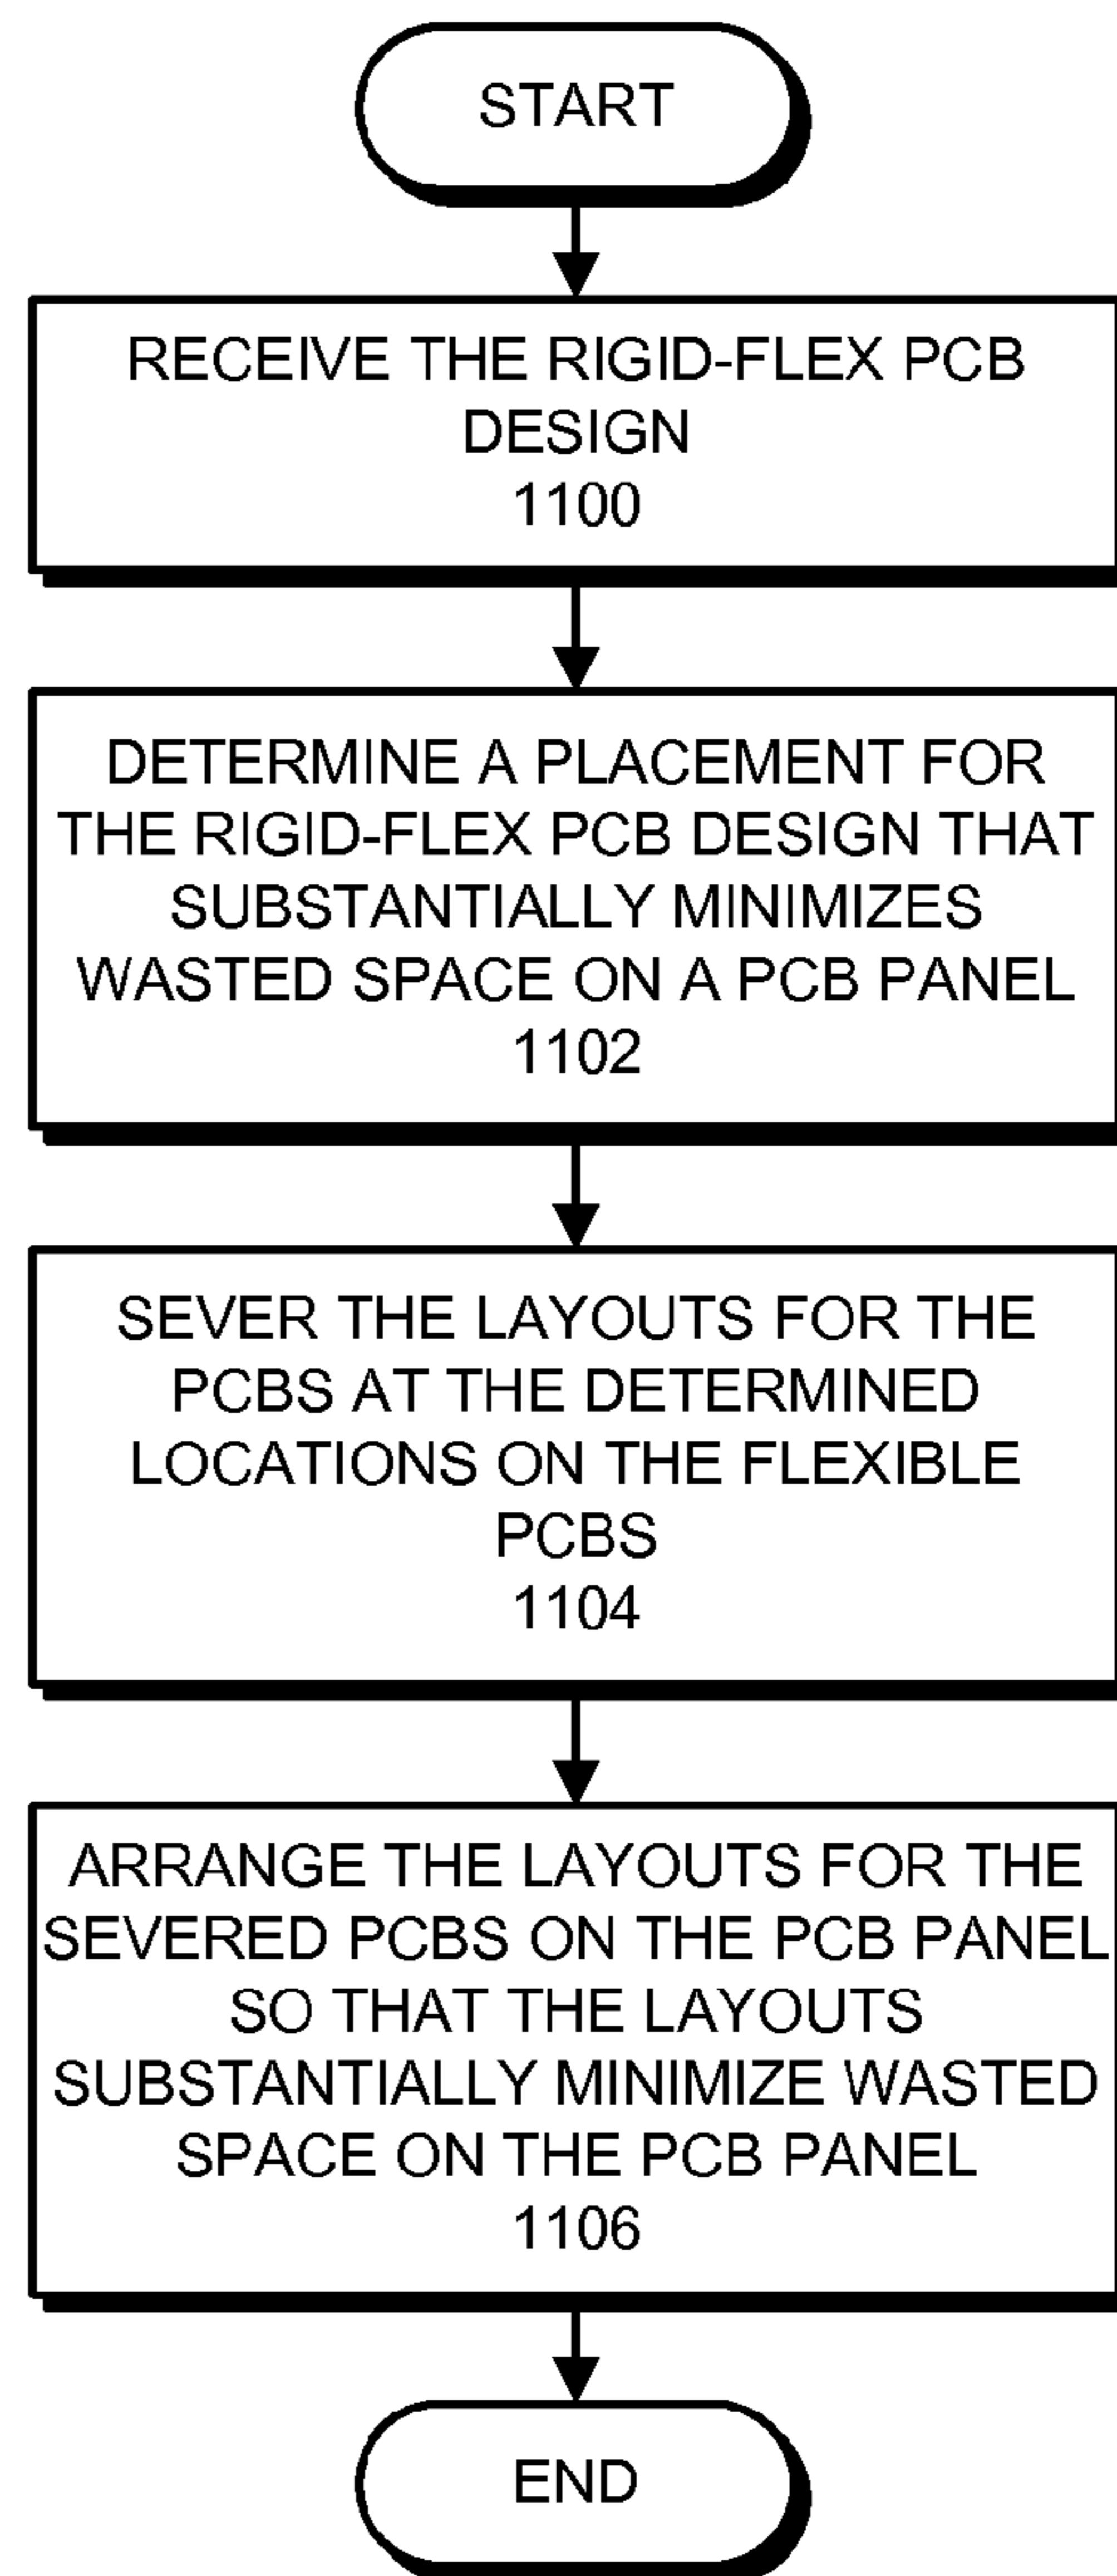 START
RECEIVE THE RIGID-FLEX PCB
DESIGN
1100
DETERMINE A PLACEMENT FOR
THE RIGID-FLEX PCB DESIGN THAT
SUBSTANTIALLY MINIMIZES
WASTED SPACE ON A PCB PANEL
1102
SEVER THE LAYOUTS FOR THE
PCBS AT THE DETERMINED
LOCATIONS ON THE FLEXIBLE
PCBS
1104
ARRANGE THE LAYOUTS FOR THE
SEVERED PCBS ON THE PCB PANEL
SO THAT THE LAYOUTS
SUBSTANTIALLY MINIMIZE WASTED
SPACE ON THE PCB PANEL
1106
END